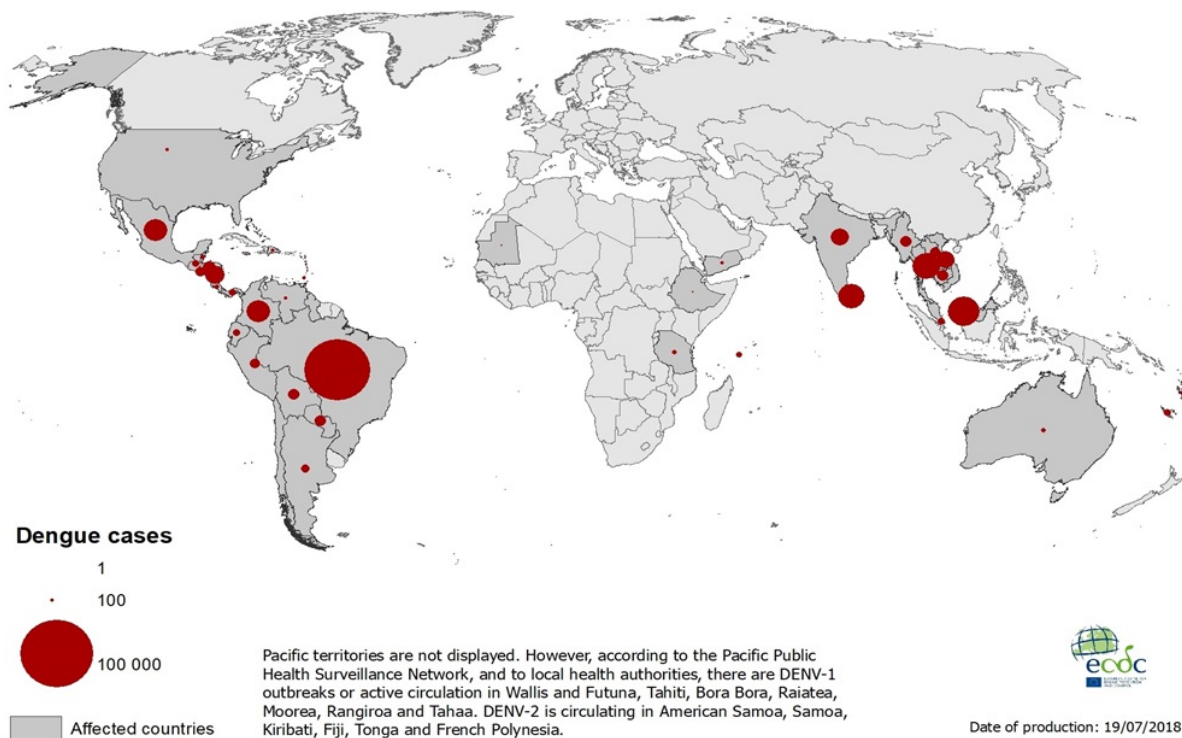 Dengue cases
1
100
100 000
Affected countries
Pacific territories are not displayed. However, according to the Pacific Public
Health Surveillance Network, and to local health authorities, there are DENV-1
outbreaks or active circulation in Wallis and Futuna, Tahiti, Bora Bora, Raiatea,
Moorea, Rangiroa and Tahaa. DENV-2 is circulating in American Samoa, Samoa,
Kiribati, Fiji, Tonga and French Polynesia.
ecdc
Date of production: 19/07/2018